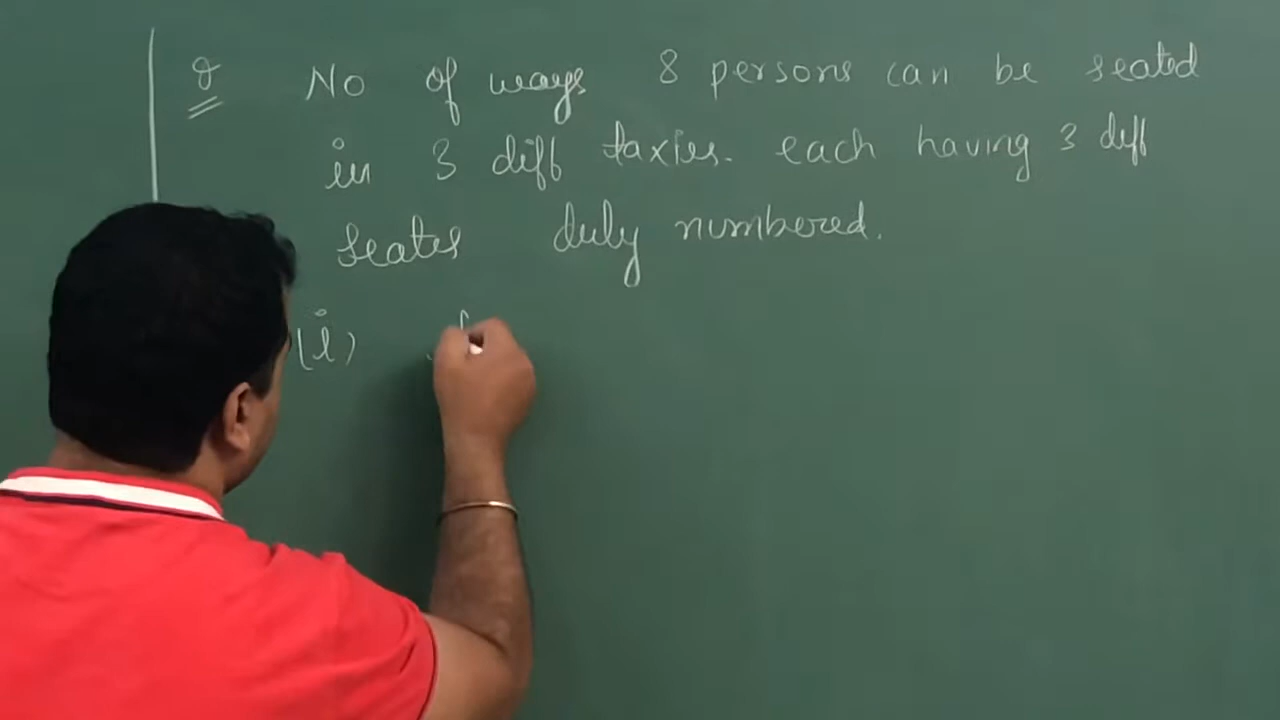 Q No of ways 8 persons can be seated
in 3 diff taxies. each having 3 diff
seates duly numbered.
(i)